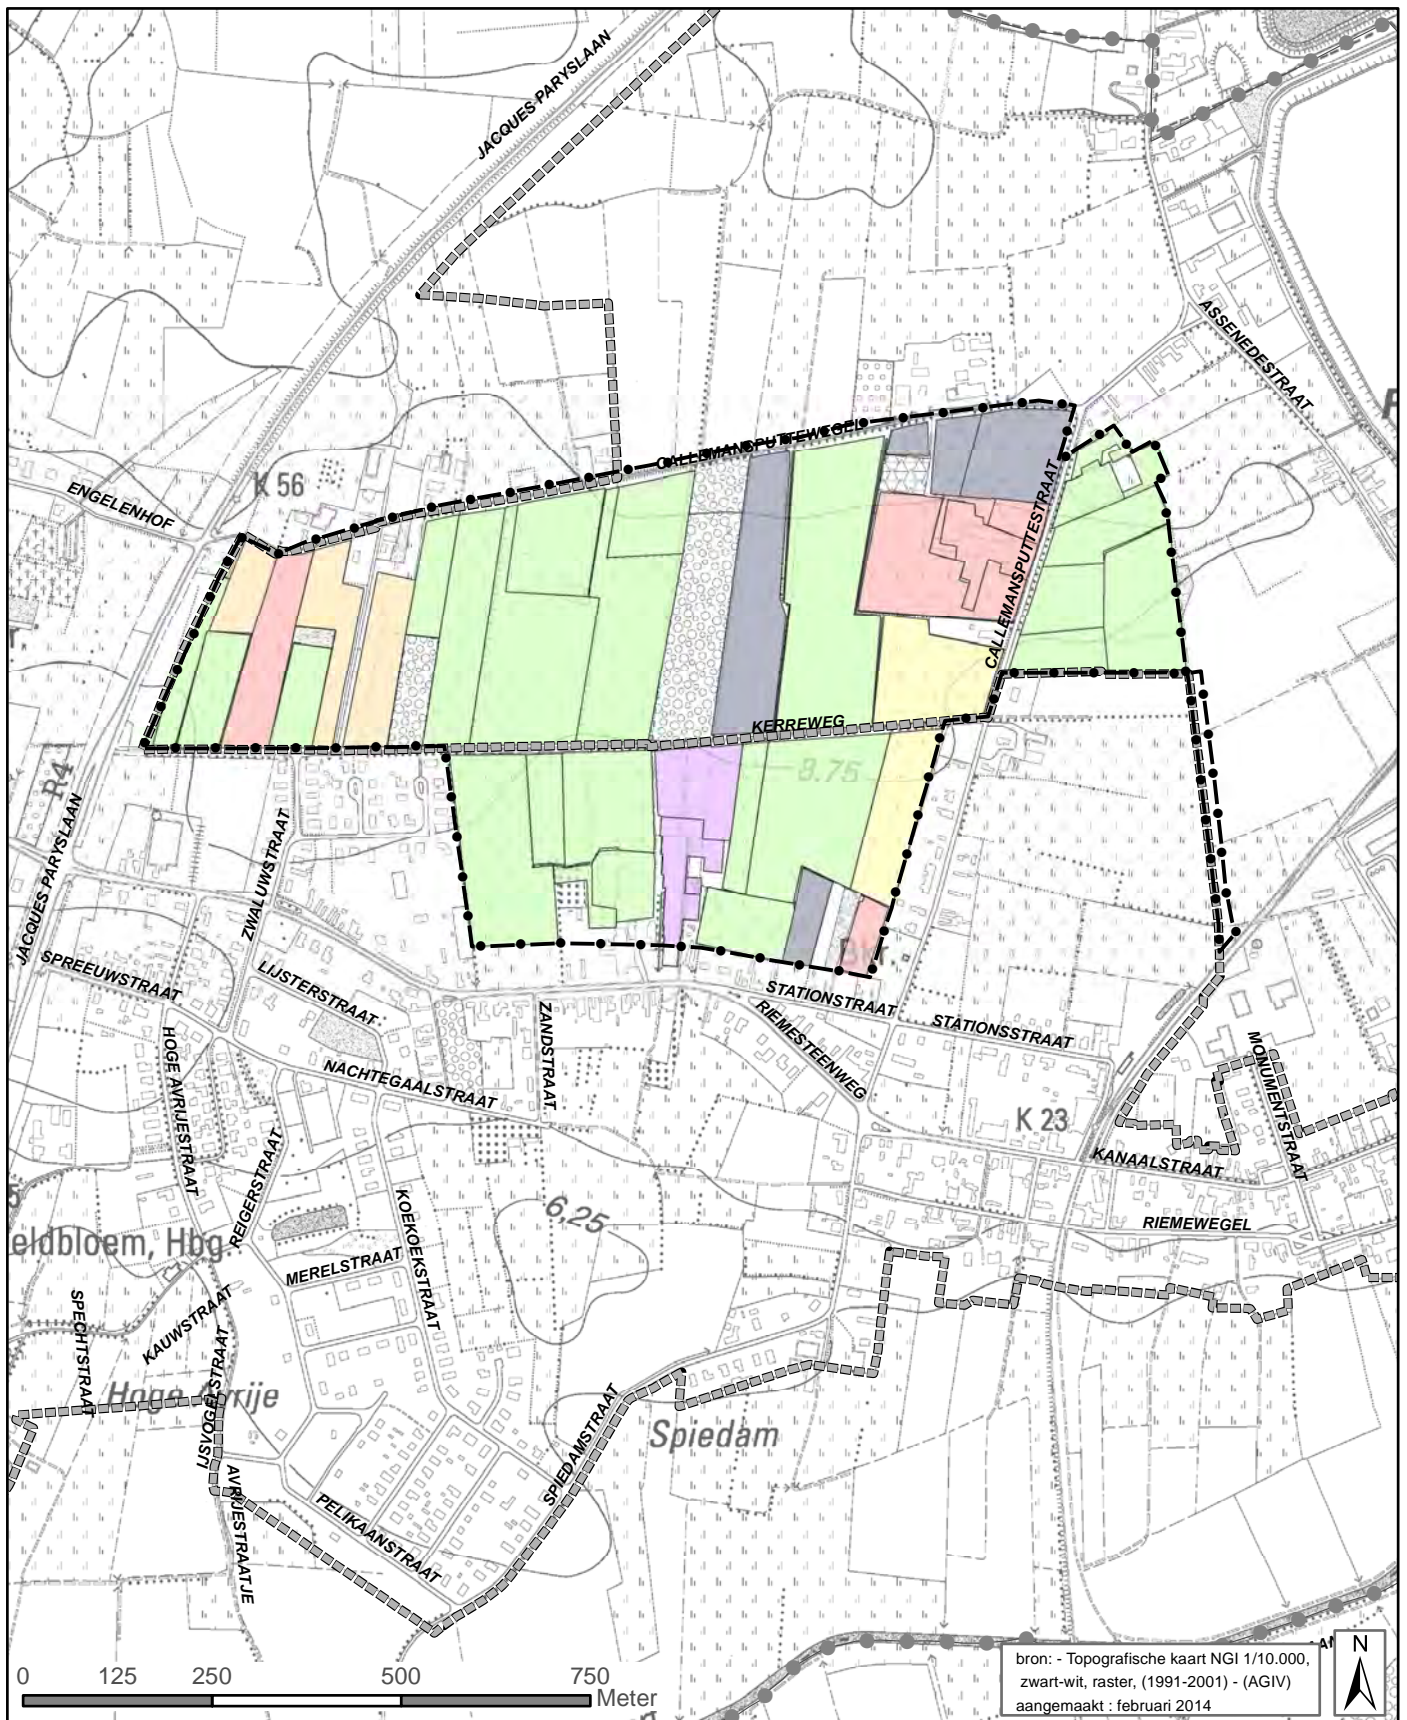 JACQUES PARYSLAAN
ASSENEDESTRAAT
CALLEMANSPUTTEWEGEL
K 56
ENGELENHOF
CALLEMANSPUTTESTRAAT
KERREWEG
8.75
R4
JACQUES PARYSLAAN
ZWALUWSTRAAT
SPREEUWSTRAAT
LIJSTERSTRAAT
STATIONSTRAAT
RIEMESTEENWEG
STATIONSSTRAAT
ZANDSTRAAT
HOGE AVRIJESTRAAT
NACHTEGAALSTRAAT
MONUMENTSTRAAT
K 23
KANAALSTRAAT
REIGERSTRAAT
KOEKOEKSTRAAT
6,25
RIEMEWEGEL
eldbloem, Hbg
MERELSTRAAT
SPECHTSTRAAT
KAUWSTRAAT
IJSVOGELSTRAAT
Hoge Avrije
SPIEDAMSTRAAT
Spiedam
AVRIJESTRAATJE
PELIKAANSTRAAT
0 125 250 500 750
Meter
bron: - Topografische kaart NGI 1/10.000,
zwart-wit, raster, (1991-2001) - (AGIV)
aangemaakt : februari 2014
N